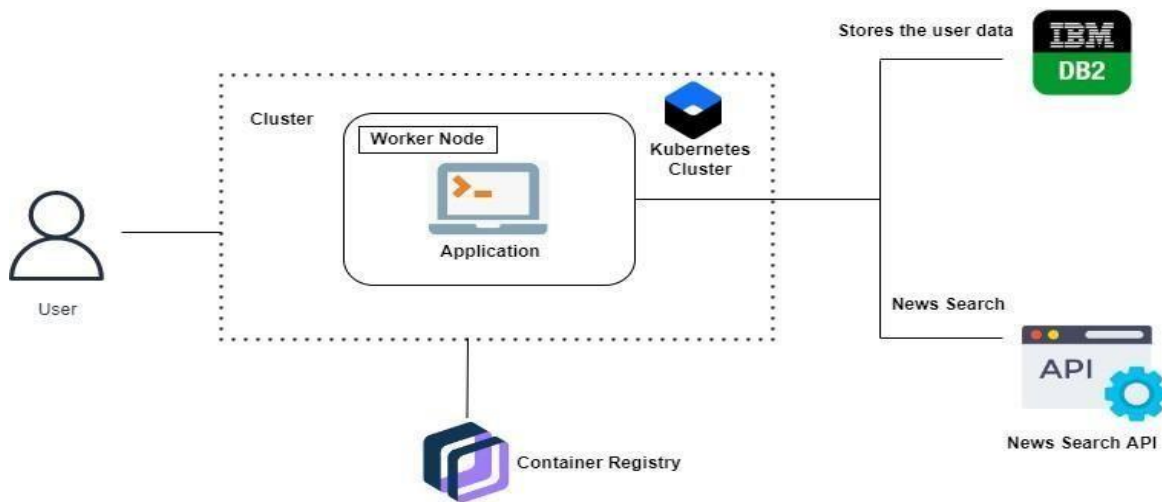 Stores the user data
IBM
DB2
Cluster
Worker Node
Kubernetes
Cluster
Application
User
News Search
API
News Search API
Container Registry